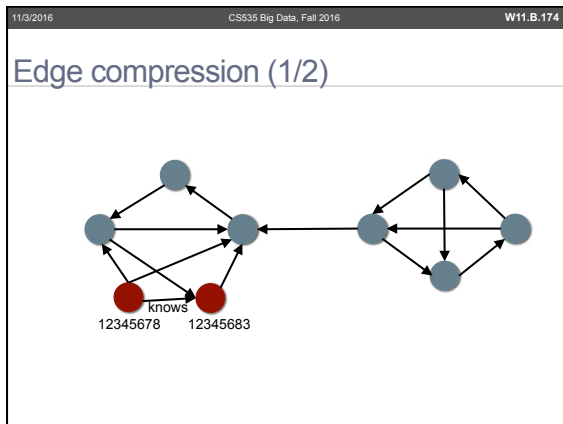 11/3/2016 CS535 Big Data, Fall 2016 W11.B.174
Edge compression (1/2)
knows
12345678 12345683